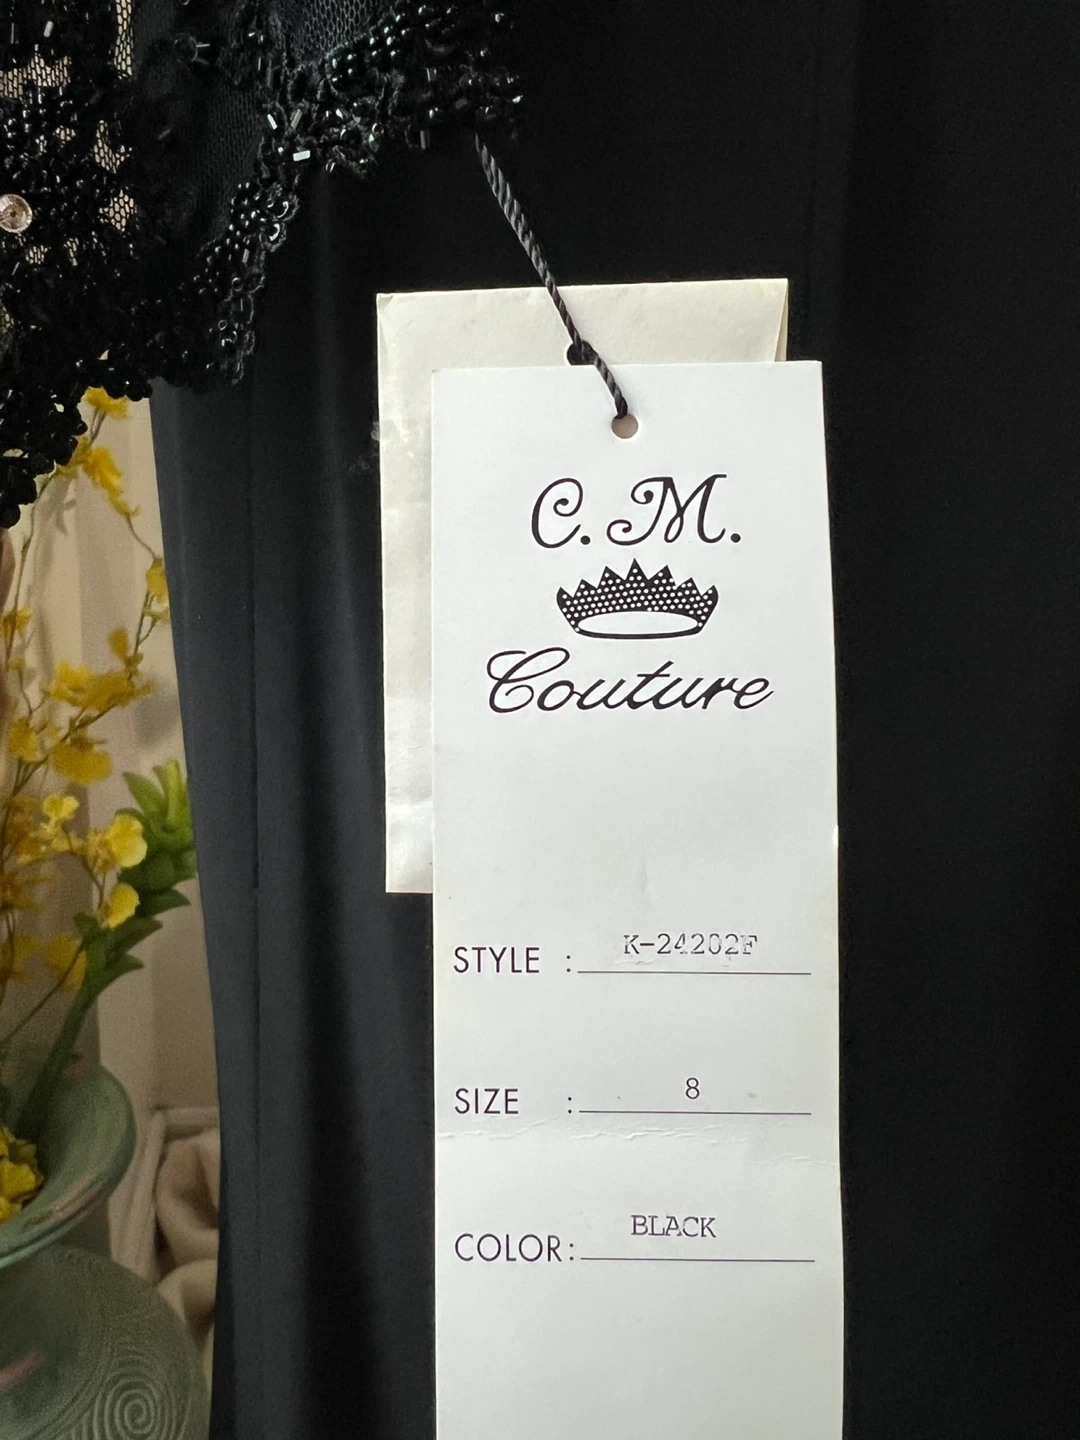 C. M.
Couture
STYLE : K-24202F
SIZE : 8
COLOR: BLACK